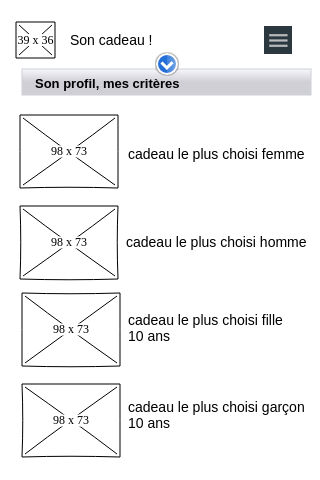 39 x 36
Son cadeau !
Son profil, mes critères
98 x 73
cadeau le plus choisi femme
98 x 73
cadeau le plus choisi homme
98 x 73
cadeau le plus choisi fille
10 ans
98 x 73
cadeau le plus choisi garçon
10 ans